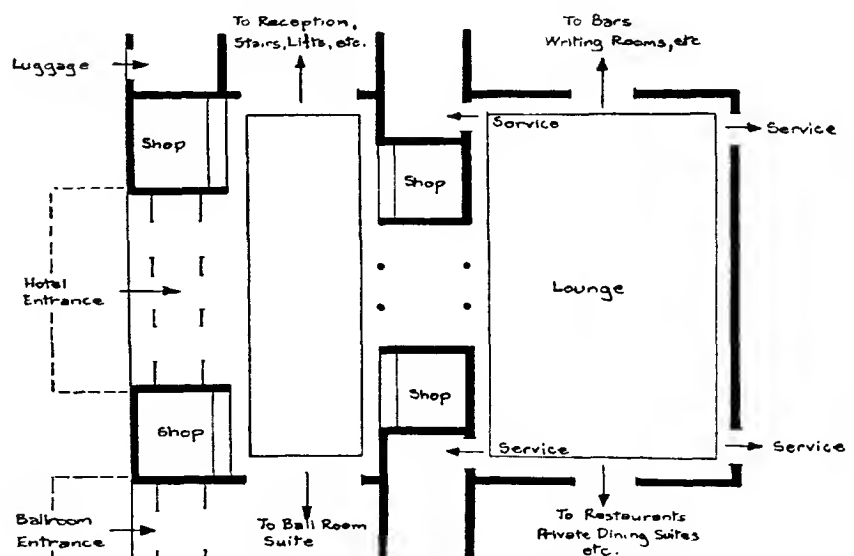 To Reception,
Stairs, Lifts, etc.
To Bars
Writing Rooms, etc
Luggage
Service
Service
Shop
Shop
Hotel
Entrance
Lounge
Shop
Shop
Service
Service
Ballroom
Entrance
To Ball Room
Suite
To Restaurants
Private Dining Suites
etc.